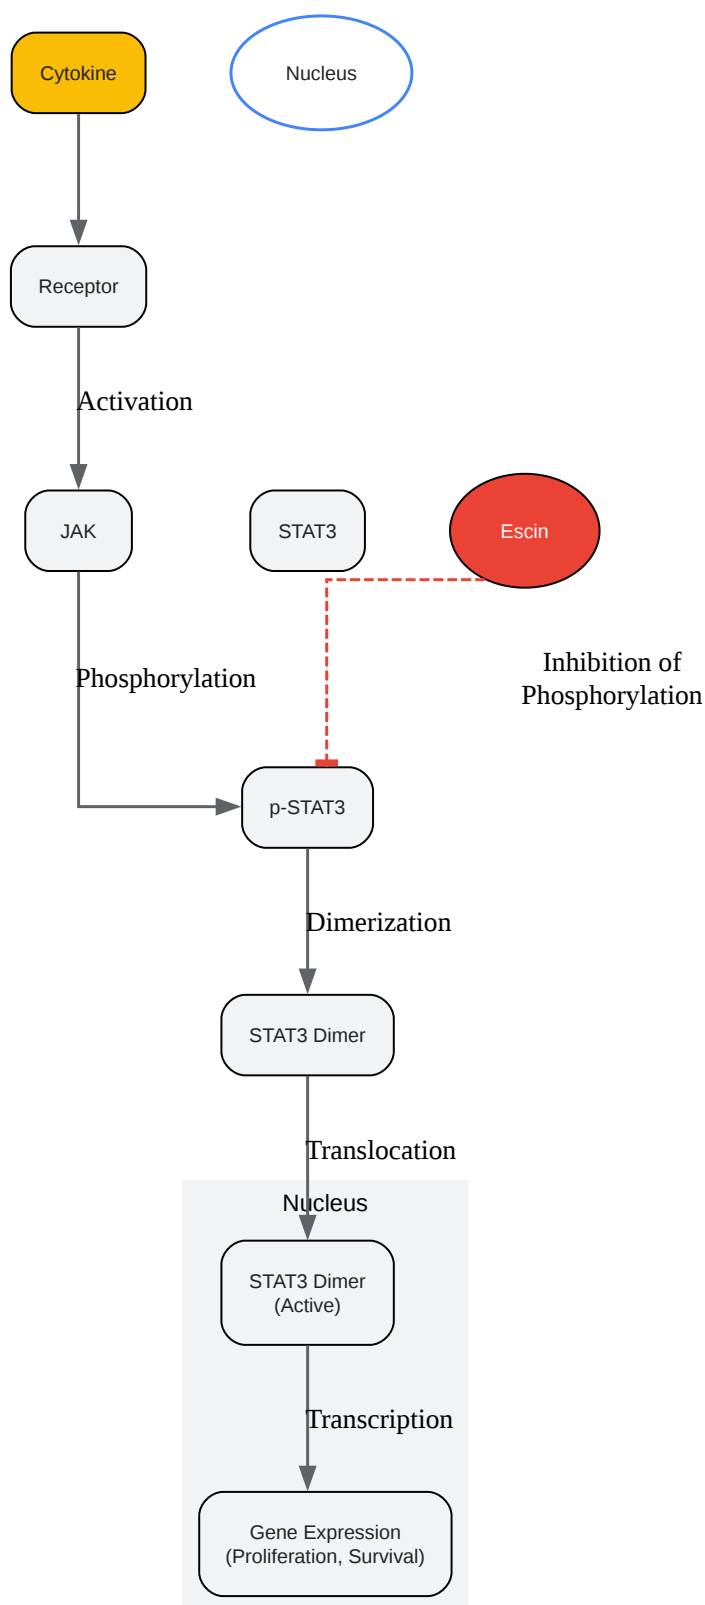 Cytokine
Nucleus
Receptor
Activation
JAK
STAT3
Escin
Phosphorylation
Inhibition of
Phosphorylation
p-STAT3
Dimerization
STAT3 Dimer
Translocation
Nucleus
STAT3 Dimer
(Active)
Transcription
Gene Expression
(Proliferation, Survival)